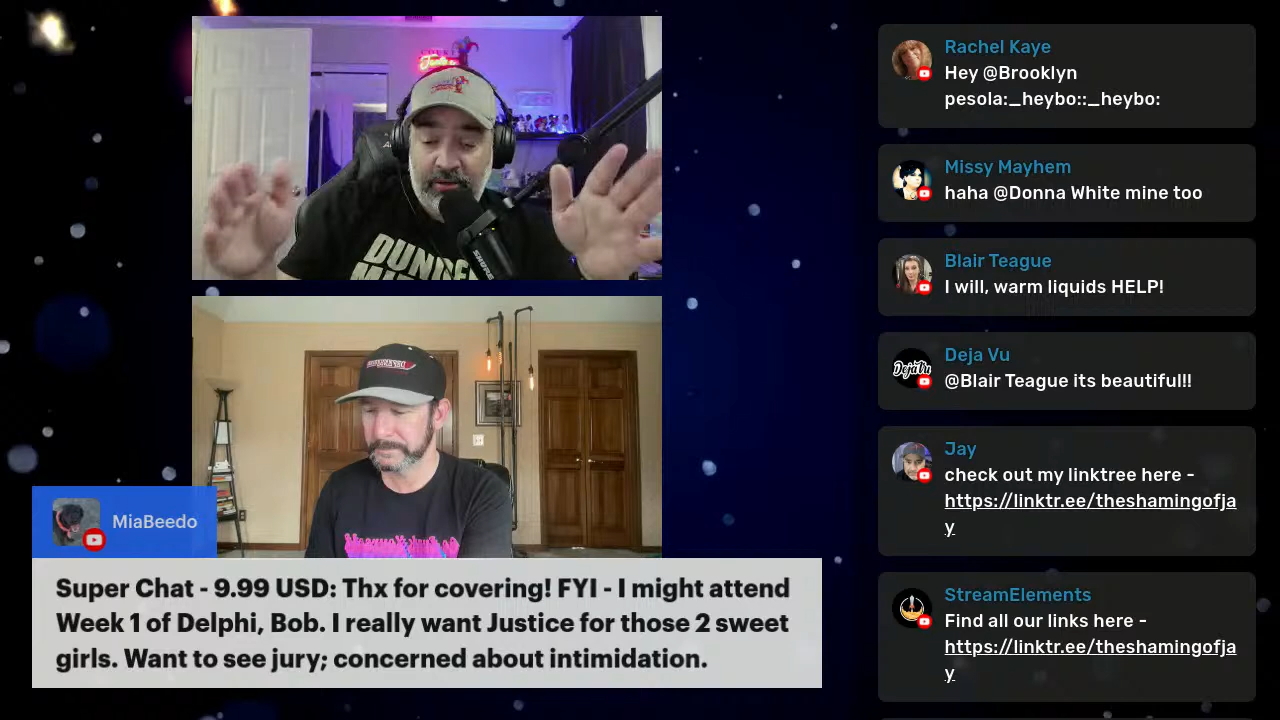 DUNDE
MiaBeedo
Super Chat - 9.99 USD: Thx for covering! FYI - I might attend
Week 1 of Delphi, Bob. I really want Justice for those 2 sweet
girls. Want to see jury; concerned about intimidation.
Rachel Kaye
Hey @Brooklyn
pesola:_heybo::_heybo:
Missy Mayhem
haha @Donna White mine too
Blair Teague
I will, warm liquids HELP!
Deja Vu
@Blair Teague its beautiful!!
Jay
check out my linktree here -
https://linktr.ee/theshamingofja
y
StreamElements
Find all our links here -
https://linktr.ee/theshamingofja
y